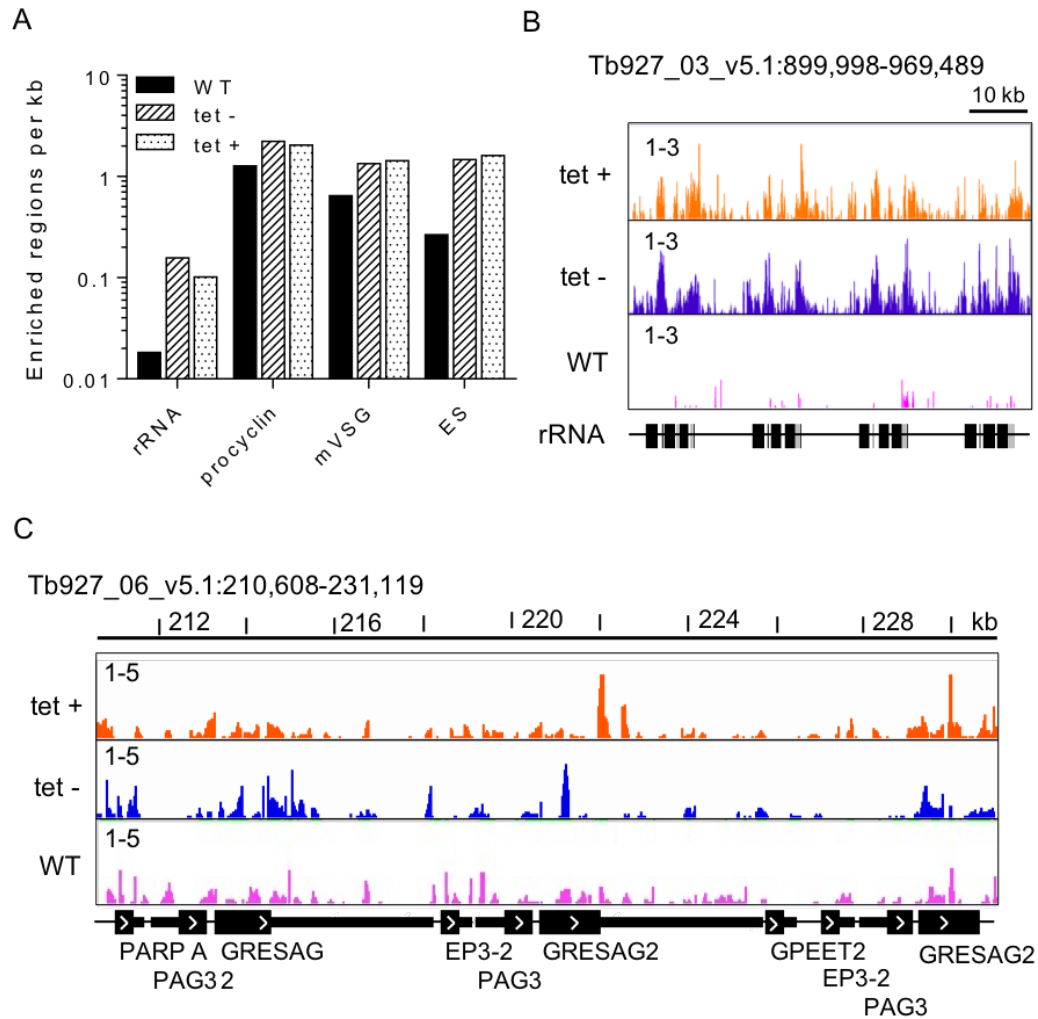 A
Enriched regions per kb
10
1
0.1
0.01
WT
tet -
tet +
rRNA
procyclin
mVSG
ES
B
Tb927_03_v5.1:899,998-969,489
10 kb
tet +
1-3
tet -
1-3
WT
1-3
rRNA
C
Tb927_06_v5.1:210,608-231,119
212 216 220 224 228 kb
tet +
1-5
tet -
1-5
WT
1-5
PARP A GRESAG EP3-2 GRESAG2 GPEET2 GRESAG2
PAG3 2 PAG3 EP3-2
PAG3